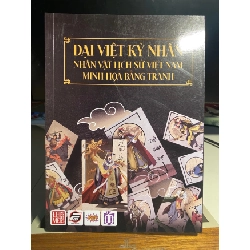 ĐẠI VIỆT KỲ NHÂN
NHÂN VẬT LỊCH SỬ VIỆT NAM
MINH HỌA BẰNG TRANH